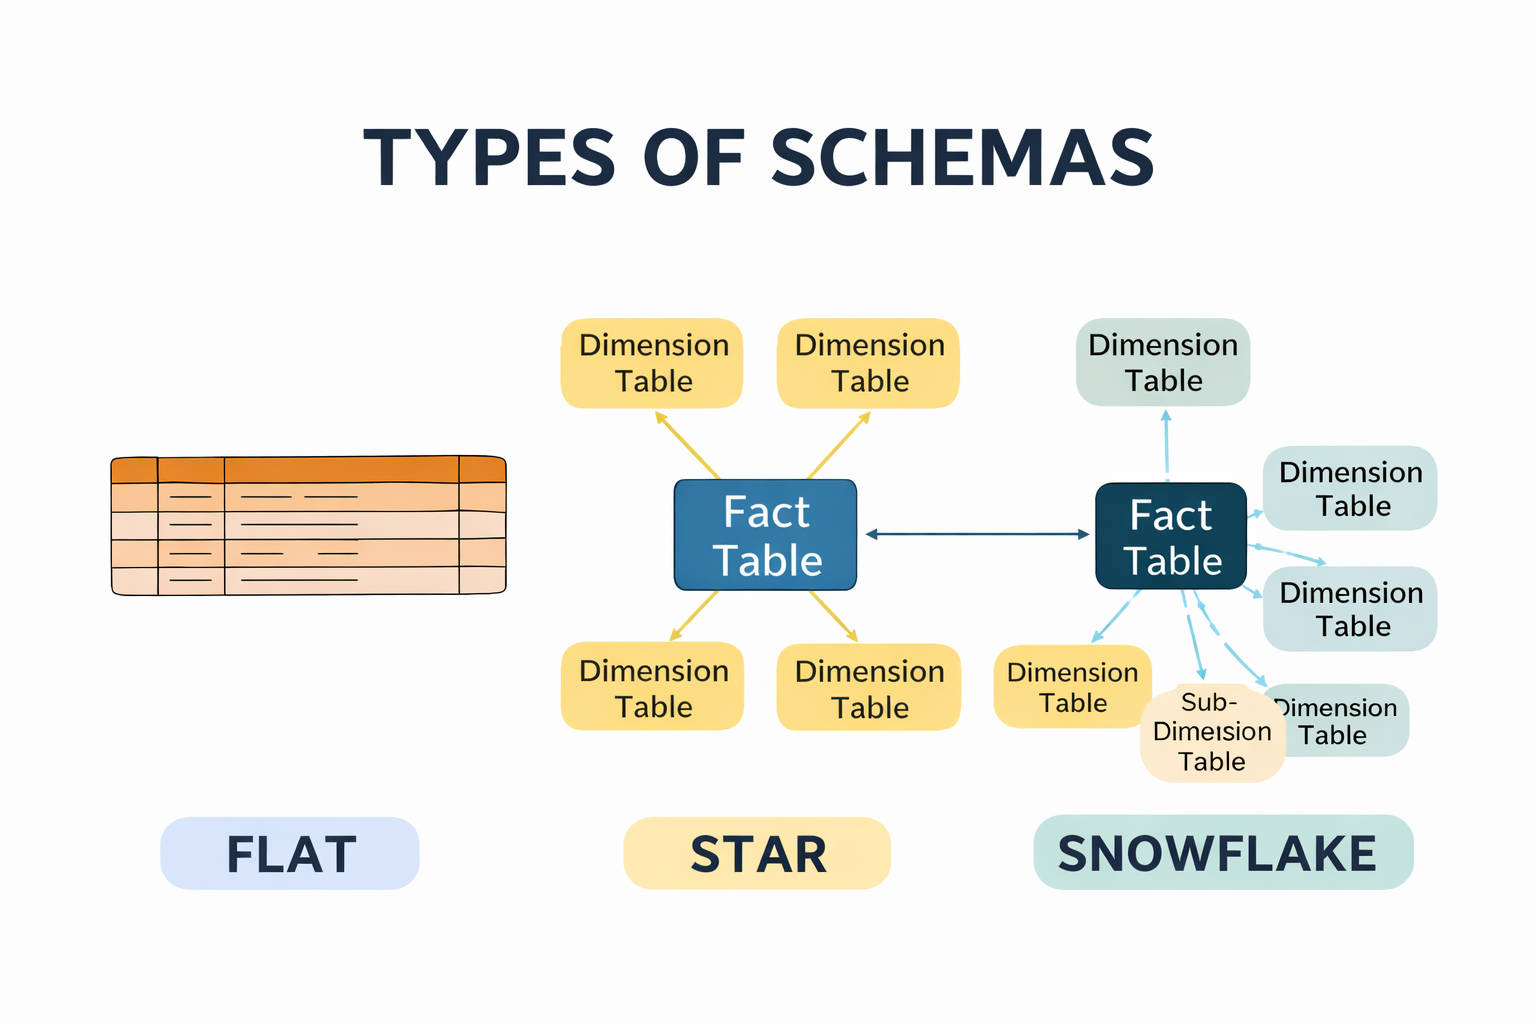 TYPES OF SCHEMAS
Dimension
Table
Dimension
Table
Fact
Table
Dimension
Table
Dimension
Table
Dimension
Table
Dimension
Table
Fact
Table
Dimension
Table
Dimension
Table
Sub-
Dimension
Table
Dimension
Table
FLAT
STAR
SNOWFLAKE